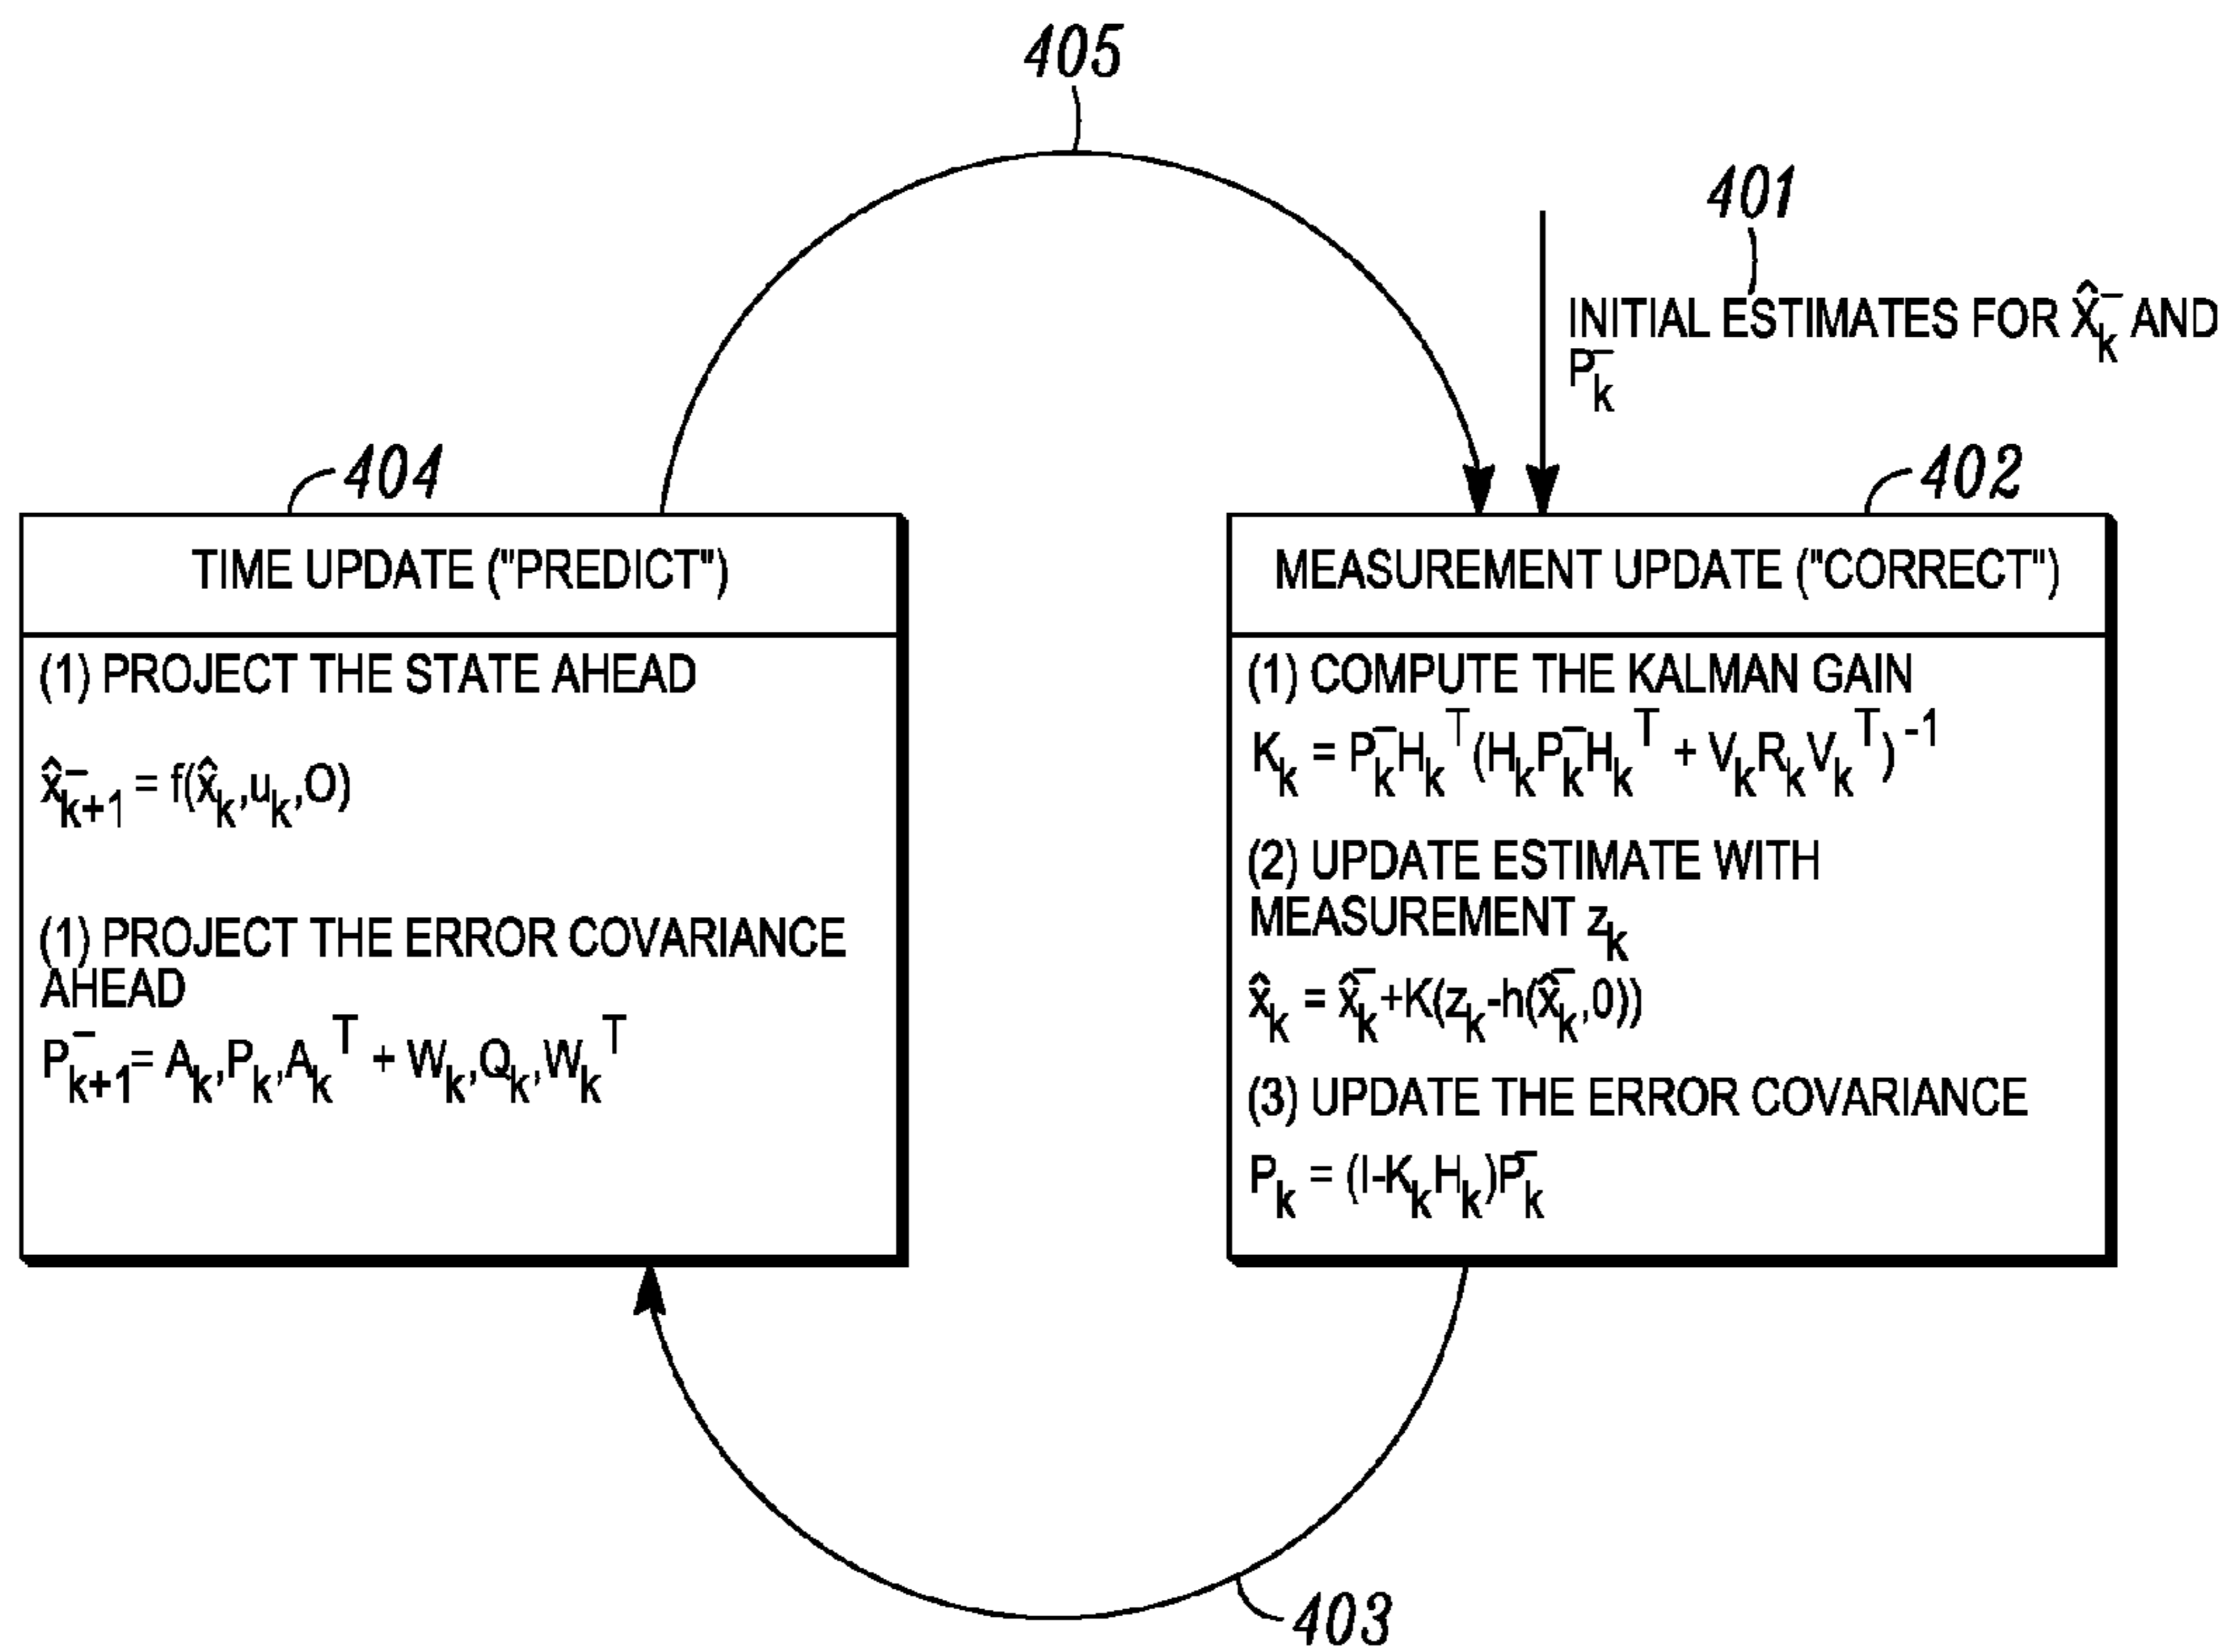 405
401
INITIAL ESTIMATES FOR x̂ₖ⁻ AND
Pₖ⁻
404
402
TIME UPDATE ("PREDICT")
(1) PROJECT THE STATE AHEAD
x̂ₖ₊₁⁻ = f(x̂ₖ,uₖ,O)
(1) PROJECT THE ERROR COVARIANCE
AHEAD
Pₖ₊₁⁻= Aₖ,Pₖ,Aₖᵀ + Wₖ,Qₖ,Wₖᵀ
MEASUREMENT UPDATE ("CORRECT")
(1) COMPUTE THE KALMAN GAIN
Kₖ = Pₖ⁻Hₖᵀ(HₖPₖ⁻Hₖᵀ + VₖRₖVₖᵀ)⁻¹
(2) UPDATE ESTIMATE WITH
MEASUREMENT zₖ
x̂ₖ = x̂ₖ⁻+K(zₖ-h(x̂ₖ⁻,0))
(3) UPDATE THE ERROR COVARIANCE
Pₖ = (I-KₖHₖ)Pₖ⁻
403